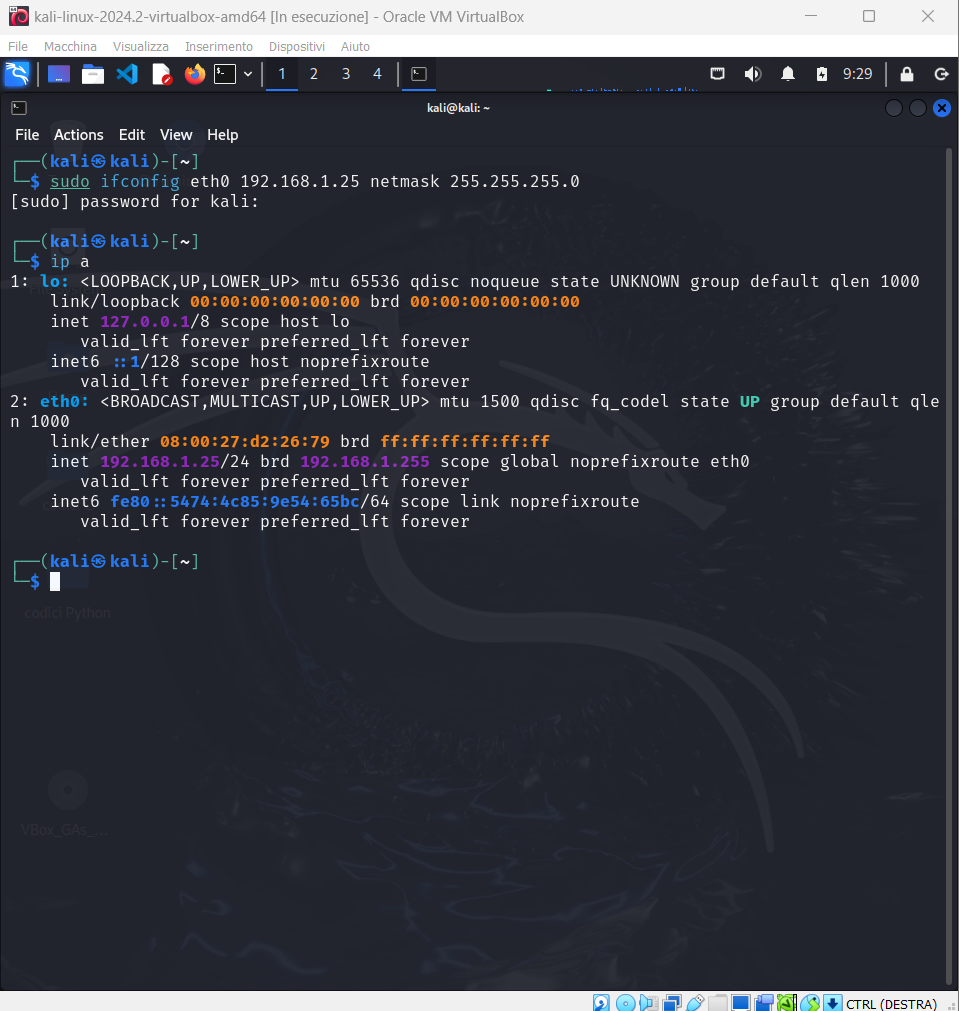 kali-linux-2024.2-virtualbox-amd64 [In esecuzione] - Oracle VM VirtualBox
File Macchina Visualizza Inserimento Dispositivi Aiuto
1 2 3 4 9:29
kali@kali: ~
File Actions Edit View Help
┌──(kali㉿kali)-[~]
└─$ sudo ifconfig eth0 192.168.1.25 netmask 255.255.255.0
[sudo] password for kali:
┌──(kali㉿kali)-[~]
└─$ ip a
1: lo: <LOOPBACK,UP,LOWER_UP> mtu 65536 qdisc noqueue state UNKNOWN group default qlen 1000
    link/loopback 00:00:00:00:00:00 brd 00:00:00:00:00:00
    inet 127.0.0.1/8 scope host lo
       valid_lft forever preferred_lft forever
    inet6 ::1/128 scope host noprefixroute
       valid_lft forever preferred_lft forever
2: eth0: <BROADCAST,MULTICAST,UP,LOWER_UP> mtu 1500 qdisc fq_codel state UP group default qle
n 1000
    link/ether 08:00:27:d2:26:79 brd ff:ff:ff:ff:ff:ff
    inet 192.168.1.25/24 brd 192.168.1.255 scope global noprefixroute eth0
       valid_lft forever preferred_lft forever
    inet6 fe80::5474:4c85:9e54:65bc/64 scope link noprefixroute
       valid_lft forever preferred_lft forever
┌──(kali㉿kali)-[~]
└─$
codici Python
VBox_GAs_...
CTRL (DESTRA)